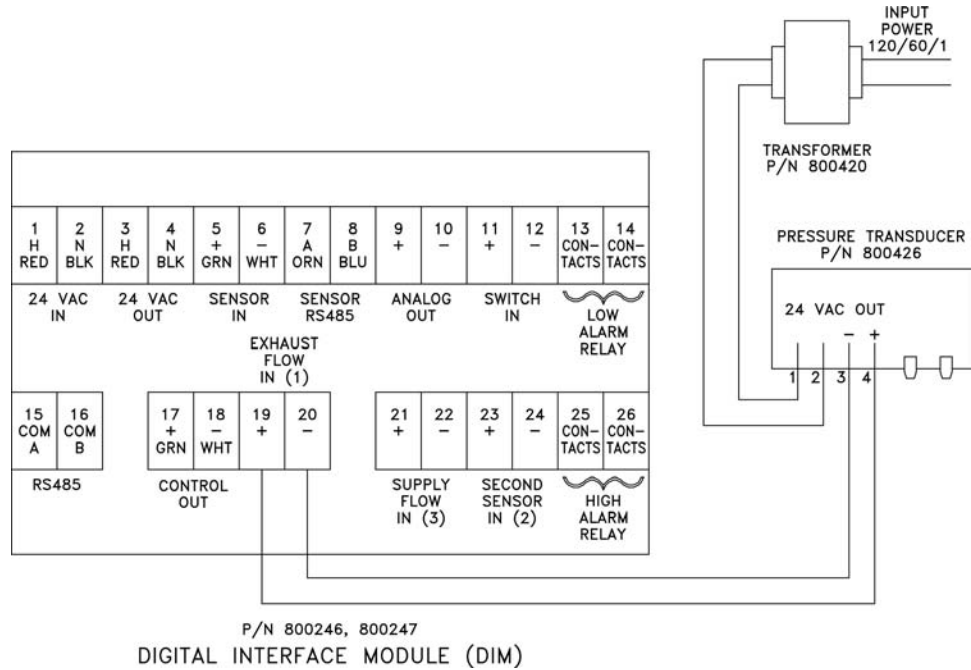 INPUT
POWER
120/60/1
TRANSFORMER
P/N 800420
PRESSURE TRANSDUCER
P/N 800426
24 VAC OUT
- +
1 2 3 4
1 2 3 4 5 6 7 8 9 10 11 12 13 14
H N H N + - A B + - + - CON- CON-
RED BLK RED BLK GRN WHT ORN BLU TACTS TACTS
24 VAC
IN
24 VAC
OUT
SENSOR
IN
SENSOR
RS485
ANALOG
OUT
SWITCH
IN
LOW
ALARM
RELAY
EXHAUST
FLOW
IN (1)
15 16 17 18 19 20 21 22 23 24 25 26
COM COM + - + - + - + - CON- CON-
A B GRN WHT TACTS TACTS
RS485
CONTROL
OUT
SUPPLY
FLOW
IN (3)
SECOND
SENSOR
IN (2)
HIGH
ALARM
RELAY
P/N 800246, 800247
DIGITAL INTERFACE MODULE (DIM)